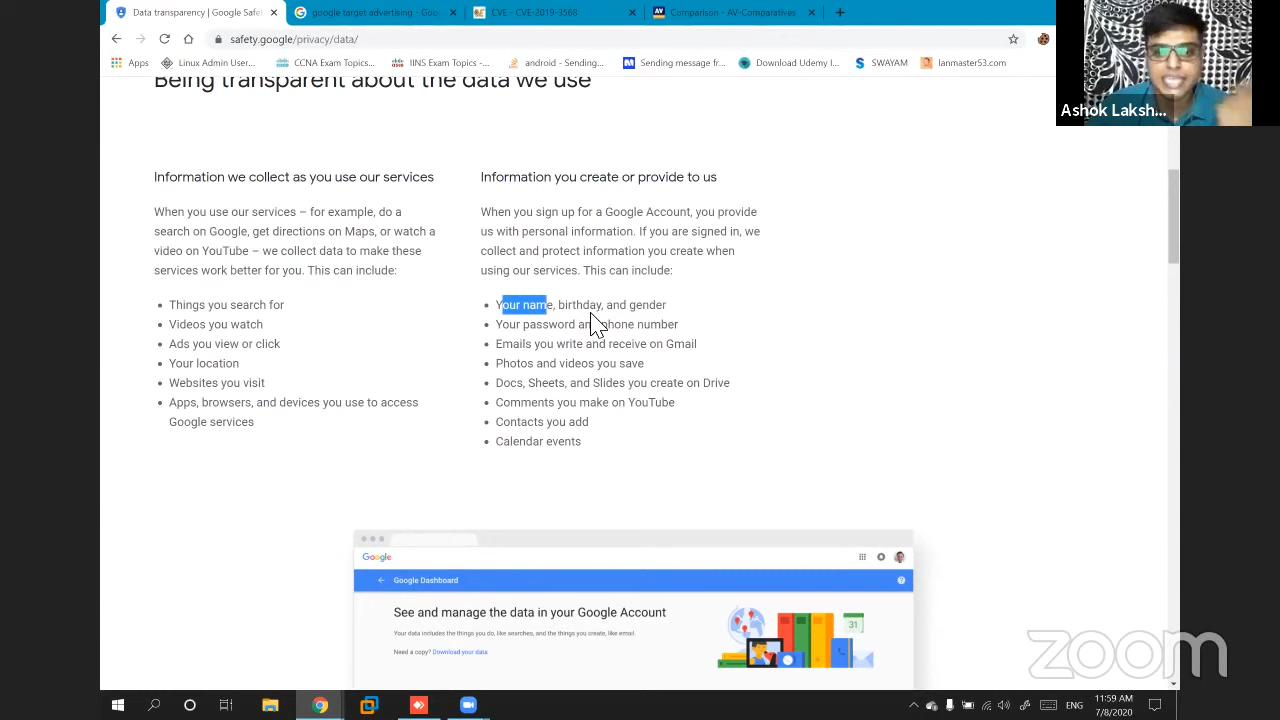 Data transparency | Google Safet
google target advertising - Goo
CVE - CVE-2019-3568
Comparison - AV-Comparatives
safety.google/privacy/data/
Apps
Linux Admin User...
CCNA Exam Topics...
IINS Exam Topics -...
android - Sending...
Sending message fr...
Download Udemy I...
SWAYAM
lanmaster53.com
Ashok Laksh...
Being transparent about the data we use
Information we collect as you use our services
When you use our services – for example, do a
search on Google, get directions on Maps, or watch a
video on YouTube – we collect data to make these
services work better for you. This can include:
Things you search for
Videos you watch
Ads you view or click
Your location
Websites you visit
Apps, browsers, and devices you use to access
Google services
Information you create or provide to us
When you sign up for a Google Account, you provide
us with personal information. If you are signed in, we
collect and protect information you create when
using our services. This can include:
Your name, birthday, and gender
Your password and phone number
Emails you write and receive on Gmail
Photos and videos you save
Docs, Sheets, and Slides you create on Drive
Comments you make on YouTube
Contacts you add
Calendar events
Google
Google Dashboard
See and manage the data in your Google Account
Your data includes the things you do, like searches, and the things you create, like email.
Need a copy? Download your data
31
zoom
ENG
11:59 AM
7/8/2020